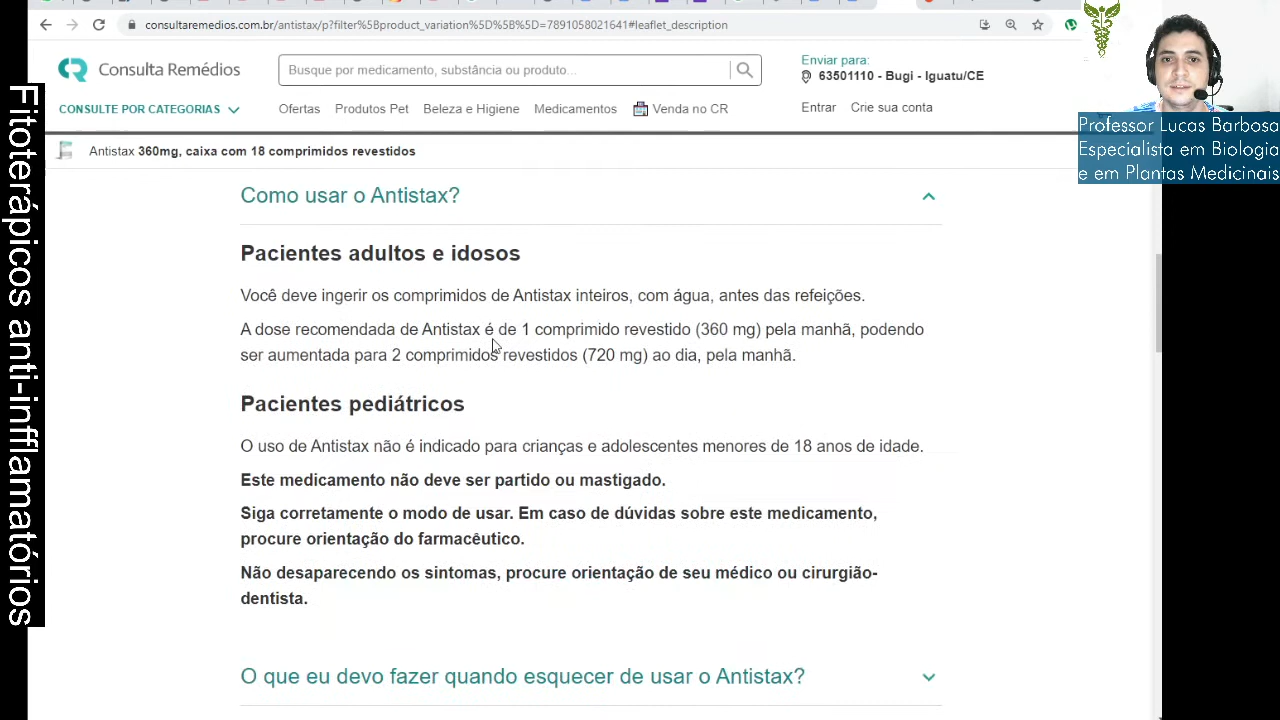 consultaremedios.com.br/antistax/p?filter%5Bproduct_variation%5D%5B%5D=7891058021641#leaflet_description
Consulta Remédios
Busque por medicamento, substância ou produto...
Enviar para:
63501110 - Bugi - Iguatu/CE
CONSULTE POR CATEGORIAS
Ofertas
Produtos Pet
Beleza e Higiene
Medicamentos
Venda no CR
Entrar
Crie sua conta
Professor Lucas Barbosa
Especialista em Biologia
e em Plantas Medicinais
Fitoterápicos anti-infflamatórios
Antistax 360mg, caixa com 18 comprimidos revestidos
Como usar o Antistax?
Pacientes adultos e idosos
Você deve ingerir os comprimidos de Antistax inteiros, com água, antes das refeições.
A dose recomendada de Antistax é de 1 comprimido revestido (360 mg) pela manhã, podendo
ser aumentada para 2 comprimidos revestidos (720 mg) ao dia, pela manhã.
Pacientes pediátricos
O uso de Antistax não é indicado para crianças e adolescentes menores de 18 anos de idade.
Este medicamento não deve ser partido ou mastigado.
Siga corretamente o modo de usar. Em caso de dúvidas sobre este medicamento,
procure orientação do farmacêutico.
Não desaparecendo os sintomas, procure orientação de seu médico ou cirurgião-
dentista.
O que eu devo fazer quando esquecer de usar o Antistax?